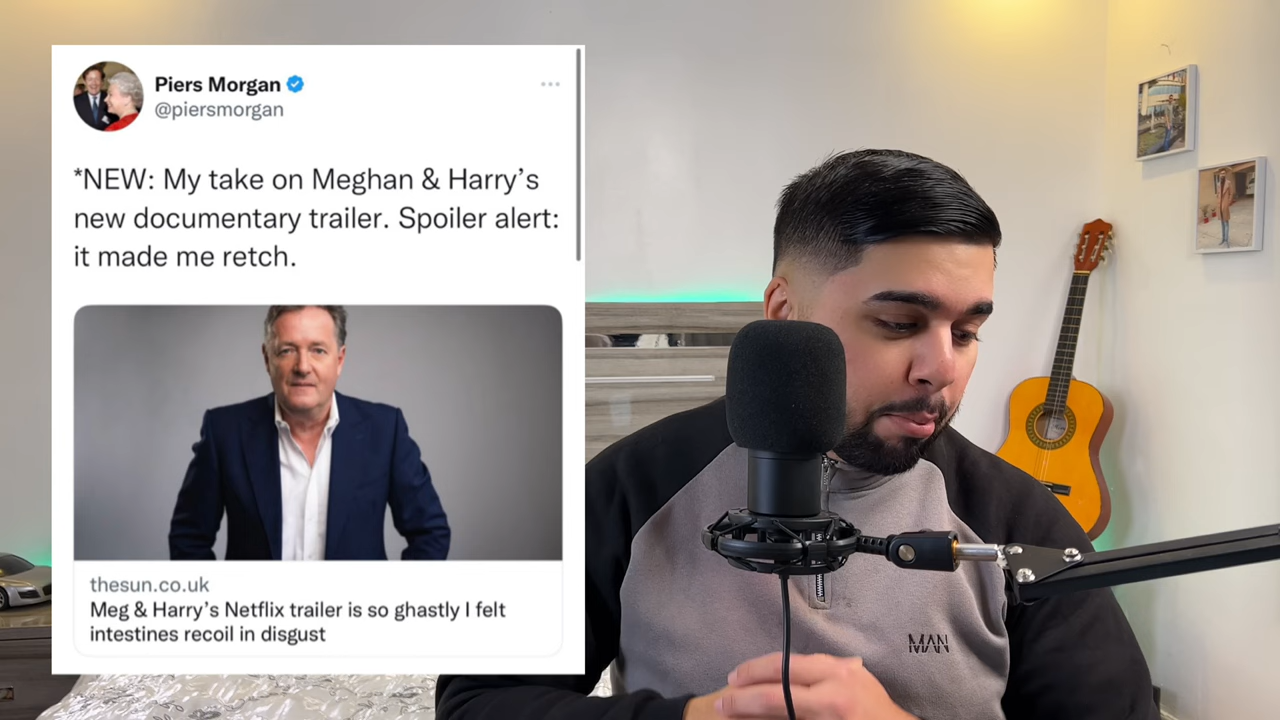 Piers Morgan
@piersmorgan
*NEW: My take on Meghan & Harry’s
new documentary trailer. Spoiler alert:
it made me retch.
thesun.co.uk
Meg & Harry’s Netflix trailer is so ghastly I felt
intestines recoil in disgust
MAN